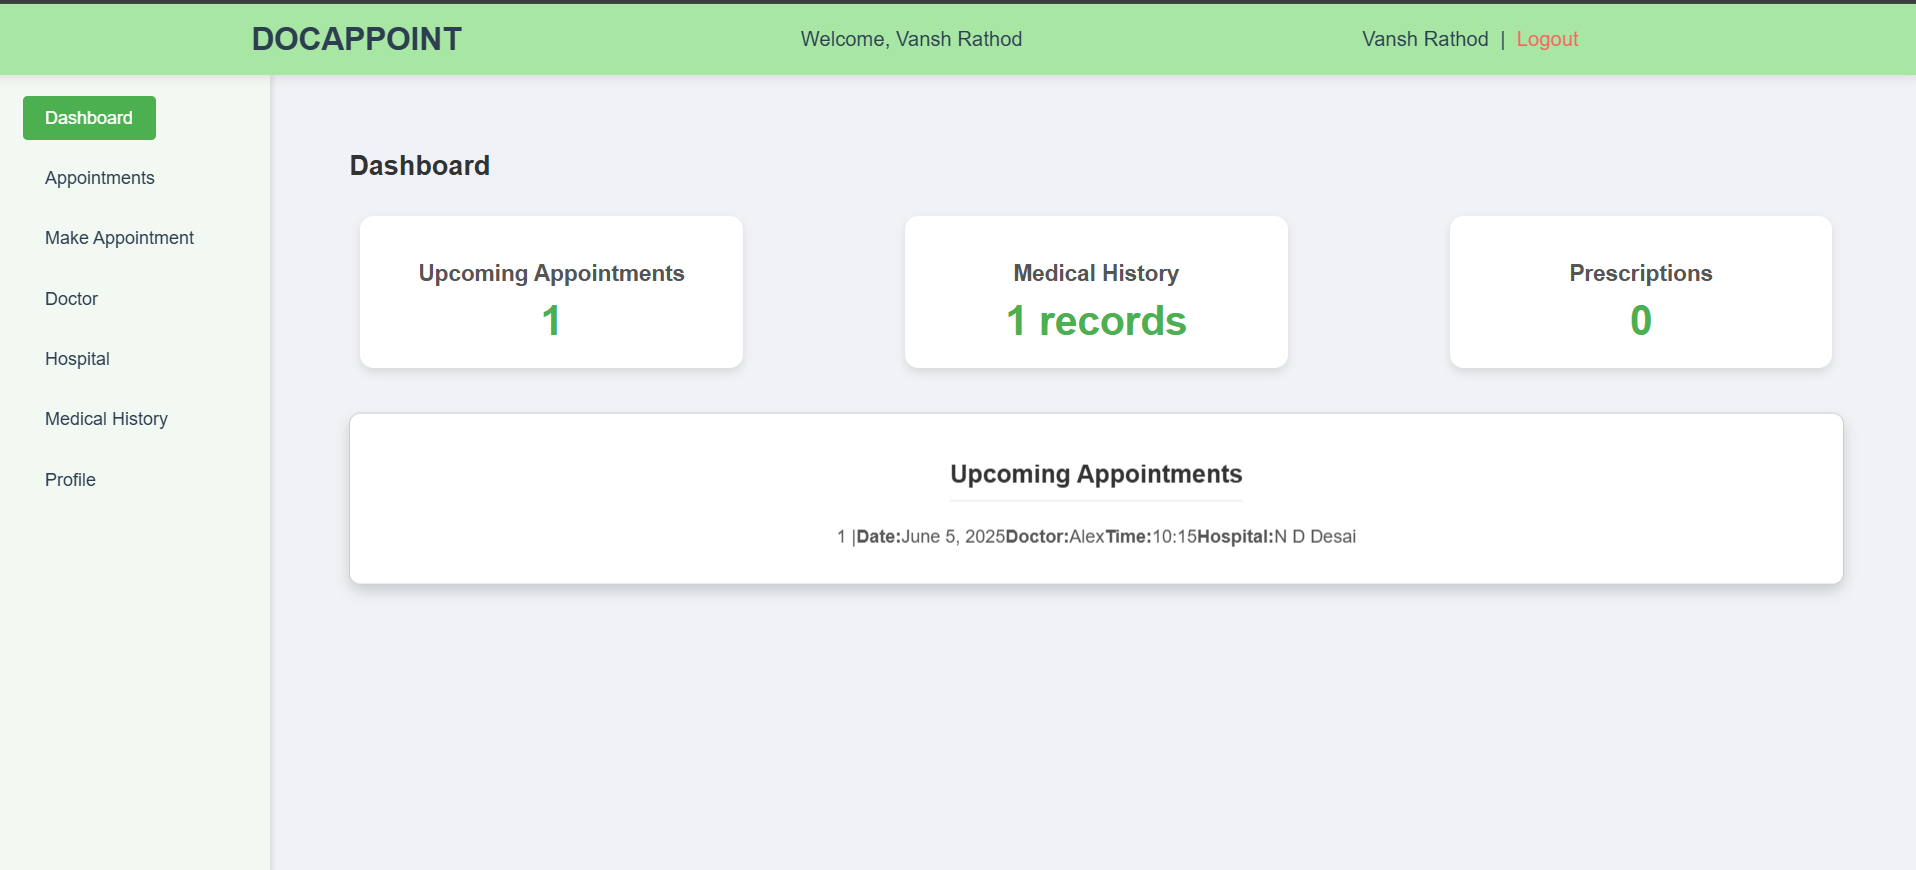 DOCAPPOINT
Welcome, Vansh Rathod
Vansh Rathod | Logout
Dashboard
Appointments
Make Appointment
Doctor
Hospital
Medical History
Profile
Dashboard
Upcoming Appointments
1
Medical History
1 records
Prescriptions
0
Upcoming Appointments
1 |Date:June 5, 2025Doctor:AlexTime:10:15Hospital:N D Desai